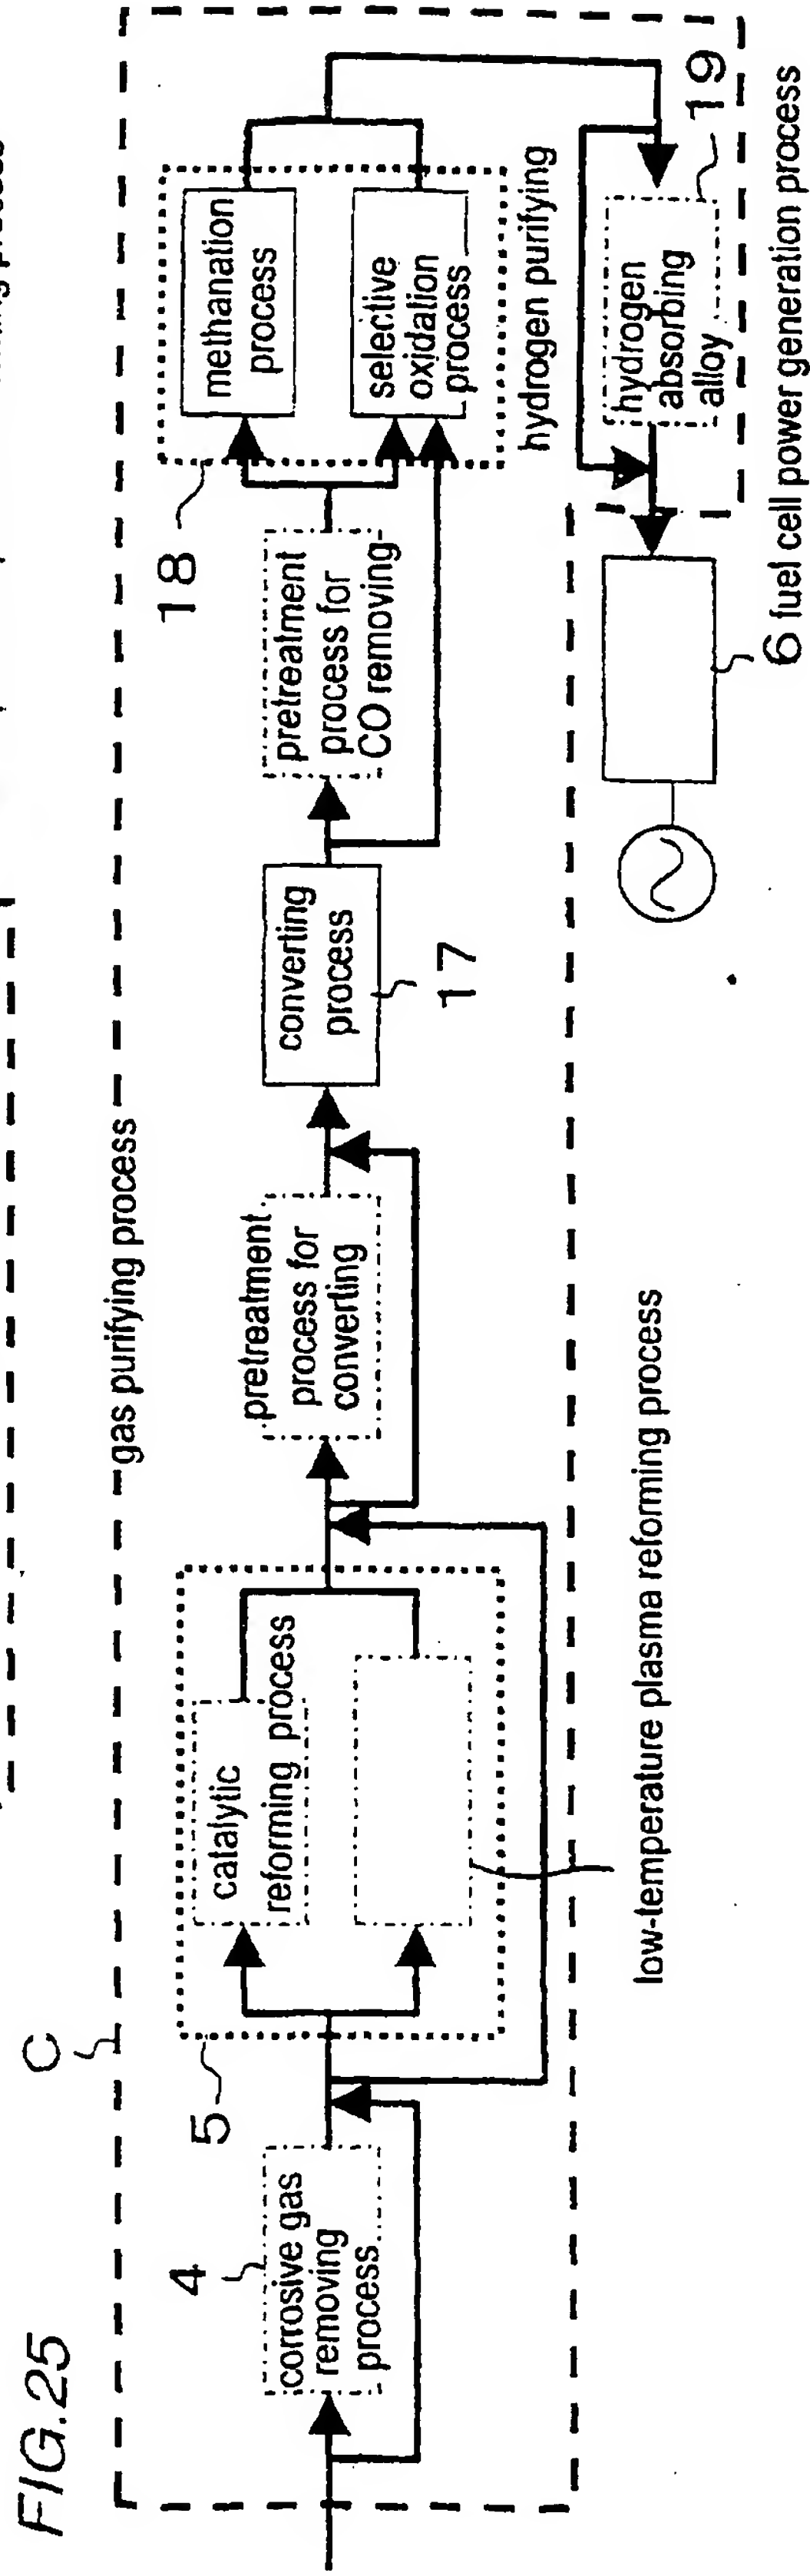 FIG.25
C
gas purifying process
4
corrosive gas
removing
process
5
catalytic
reforming process
low-temperature plasma reforming process
pretreatment
process for
converting
converting
process
17
pretreatment
process for
CO removing
18
methanation
process
selective
oxidation
process
hydrogen purifying
hydrogen
absorbing
alloy
19
6 fuel cell power generation process